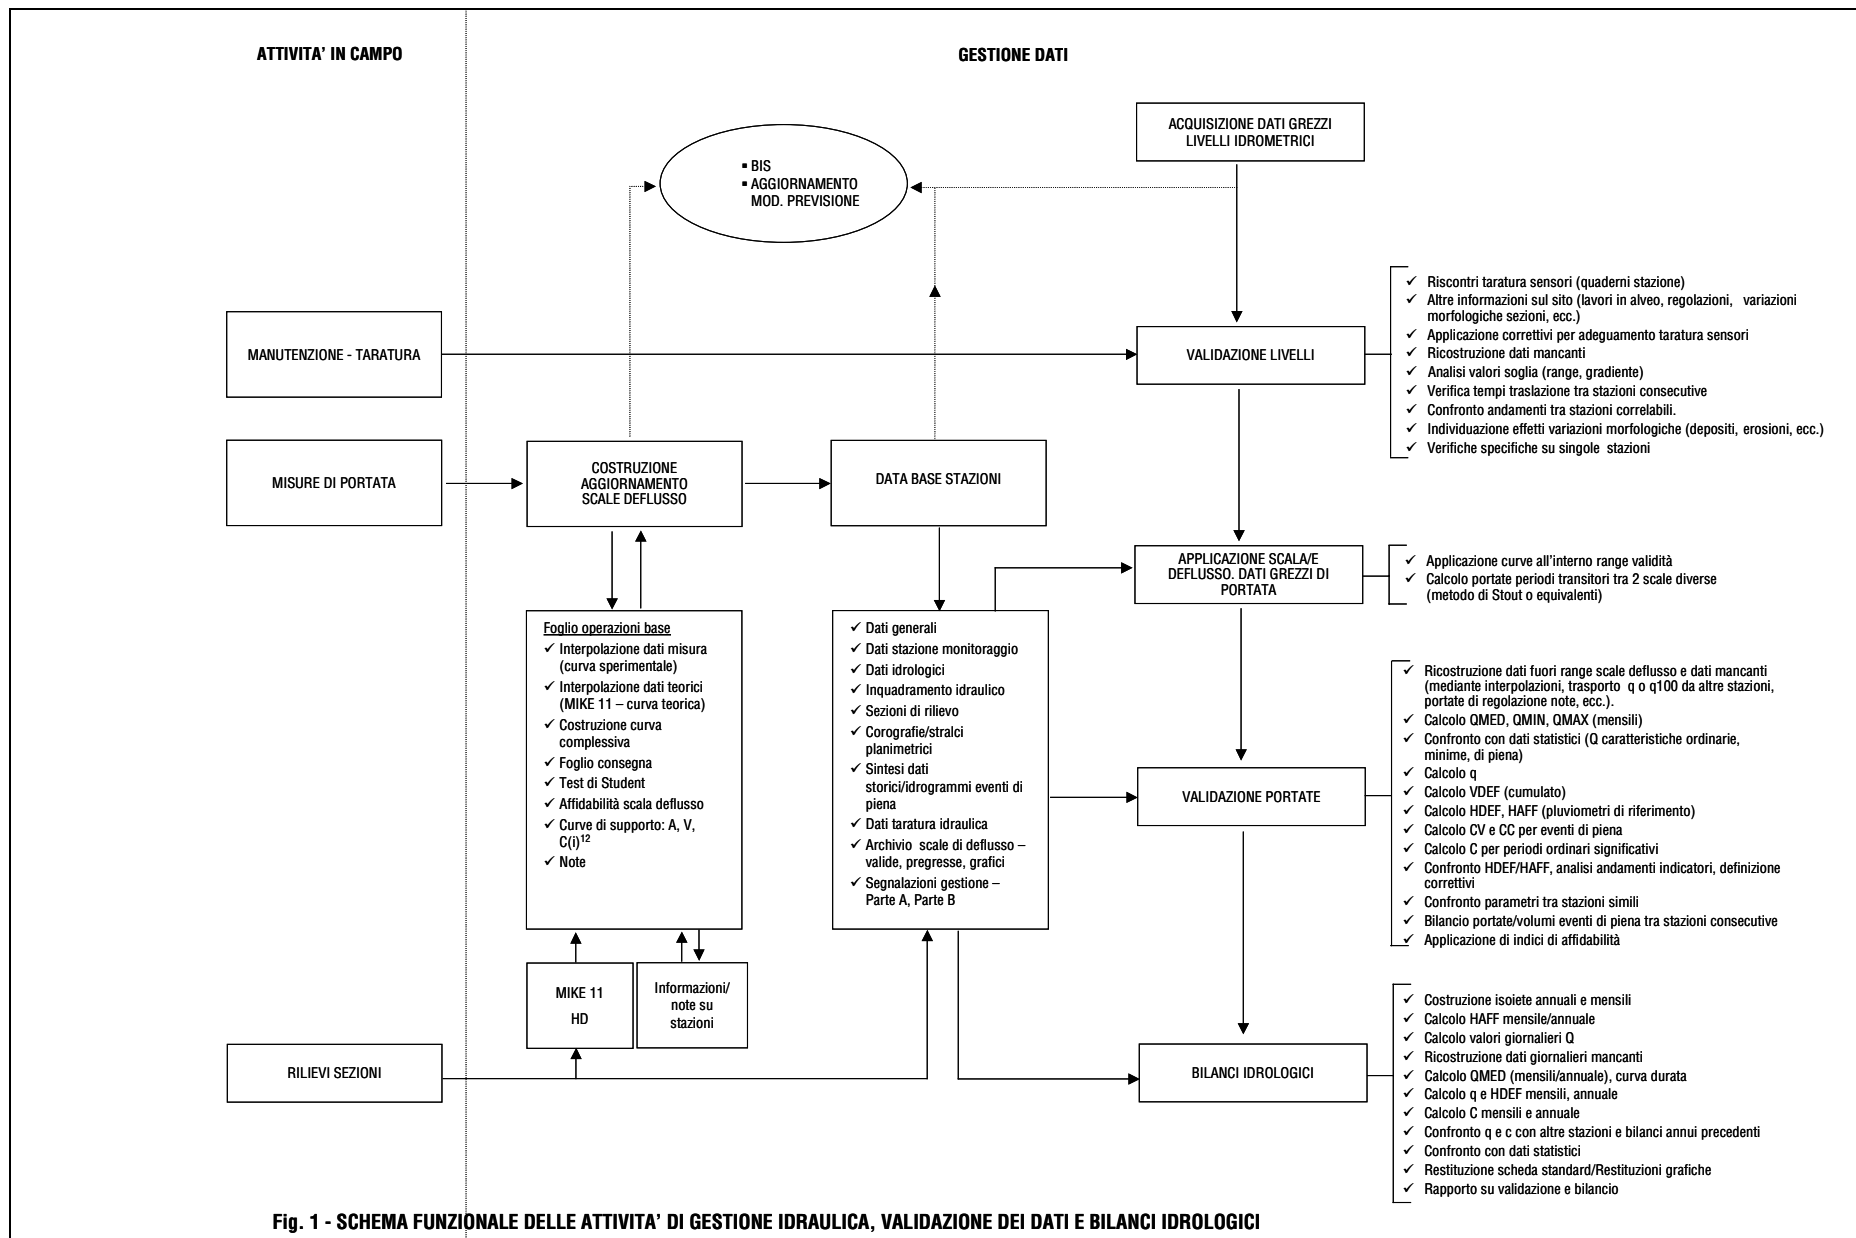 ATTIVITA' IN CAMPO
GESTIONE DATI
ACQUISIZIONE DATI GREZZI
LIVELLI IDROMETRICI
▪ BIS
▪ AGGIORNAMENTO
MOD. PREVISIONE
MANUTENZIONE - TARATURA
VALIDAZIONE LIVELLI
✓ Riscontri taratura sensori (quaderni stazione)
✓ Altre informazioni sul sito (lavori in alveo, regolazioni, variazioni
morfologiche sezioni, ecc.)
✓ Applicazione correttivi per adeguamento taratura sensori
✓ Ricostruzione dati mancanti
✓ Analisi valori soglia (range, gradiente)
✓ Verifica tempi traslazione tra stazioni consecutive
✓ Confronto andamenti tra stazioni correlabili.
✓ Individuazione effetti variazioni morfologiche (depositi, erosioni, ecc.)
✓ Verifiche specifiche su singole stazioni
MISURE DI PORTATA
COSTRUZIONE
AGGIORNAMENTO
SCALE DEFLUSSO
DATA BASE STAZIONI
APPLICAZIONE SCALA/E
DEFLUSSO. DATI GREZZI DI
PORTATA
✓ Applicazione curve all'interno range validità
✓ Calcolo portate periodi transitori tra 2 scale diverse
(metodo di Stout o equivalenti)
Foglio operazioni base
✓ Interpolazione dati misura
(curva sperimentale)
✓ Interpolazione dati teorici
(MIKE 11 – curva teorica)
✓ Costruzione curva
complessiva
✓ Foglio consegna
✓ Test di Student
✓ Affidabilità scala deflusso
✓ Curve di supporto: A, V,
C(i)12
✓ Note
✓ Dati generali
✓ Dati stazione monitoraggio
✓ Dati idrologici
✓ Inquadramento idraulico
✓ Sezioni di rilievo
✓ Corografie/stralci
planimetrici
✓ Sintesi dati
storici/idrogrammi eventi di
piena
✓ Dati taratura idraulica
✓ Archivio scale di deflusso –
valide, pregresse, grafici
✓ Segnalazioni gestione –
Parte A, Parte B
VALIDAZIONE PORTATE
✓ Ricostruzione dati fuori range scale deflusso e dati mancanti
(mediante interpolazioni, trasporto q o q100 da altre stazioni,
portate di regolazione note, ecc.).
✓ Calcolo QMED, QMIN, QMAX (mensili)
✓ Confronto con dati statistici (Q caratteristiche ordinarie,
minime, di piena)
✓ Calcolo q
✓ Calcolo VDEF (cumulato)
✓ Calcolo HDEF, HAFF (pluviometri di riferimento)
✓ Calcolo CV e CC per eventi di piena
✓ Calcolo C per periodi ordinari significativi
✓ Confronto HDEF/HAFF, analisi andamenti indicatori, definizione
correttivi
✓ Confronto parametri tra stazioni simili
✓ Bilancio portate/volumi eventi di piena tra stazioni consecutive
✓ Applicazione di indici di affidabilità
MIKE 11
HD
Informazioni/
note su
stazioni
RILIEVI SEZIONI
BILANCI IDROLOGICI
✓ Costruzione isoiete annuali e mensili
✓ Calcolo HAFF mensile/annuale
✓ Calcolo valori giornalieri Q
✓ Ricostruzione dati giornalieri mancanti
✓ Calcolo QMED (mensili/annuale), curva durata
✓ Calcolo q e HDEF mensili, annuale
✓ Calcolo C mensili e annuale
✓ Confronto q e c con altre stazioni e bilanci annui precedenti
✓ Confronto con dati statistici
✓ Restituzione scheda standard/Restituzioni grafiche
✓ Rapporto su validazione e bilancio
Fig. 1 - SCHEMA FUNZIONALE DELLE ATTIVITA' DI GESTIONE IDRAULICA, VALIDAZIONE DEI DATI E BILANCI IDROLOGICI